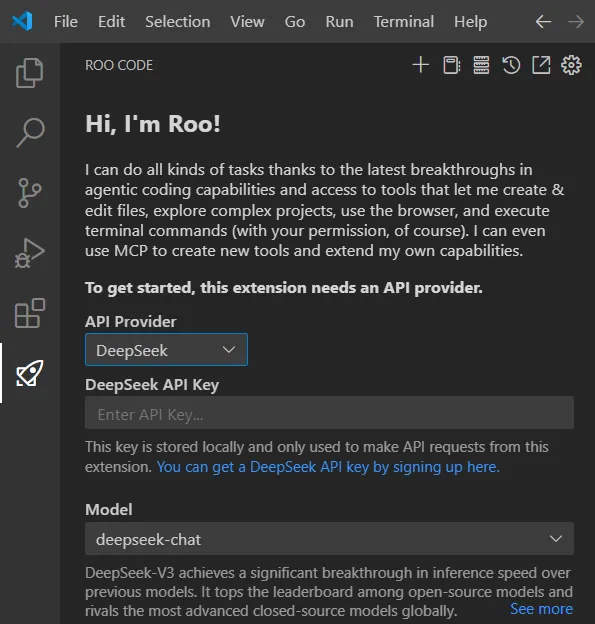 File Edit Selection View Go Run Terminal Help
ROO CODE
Hi, I'm Roo!
I can do all kinds of tasks thanks to the latest breakthroughs in
agentic coding capabilities and access to tools that let me create &
edit files, explore complex projects, use the browser, and execute
terminal commands (with your permission, of course). I can even
use MCP to create new tools and extend my own capabilities.
To get started, this extension needs an API provider.
API Provider
DeepSeek
DeepSeek API Key
Enter API Key...
This key is stored locally and only used to make API requests from this
extension. You can get a DeepSeek API key by signing up here.
Model
deepseek-chat
DeepSeek-V3 achieves a significant breakthrough in inference speed over
previous models. It tops the leaderboard among open-source models and
rivals the most advanced closed-source models globally. See more